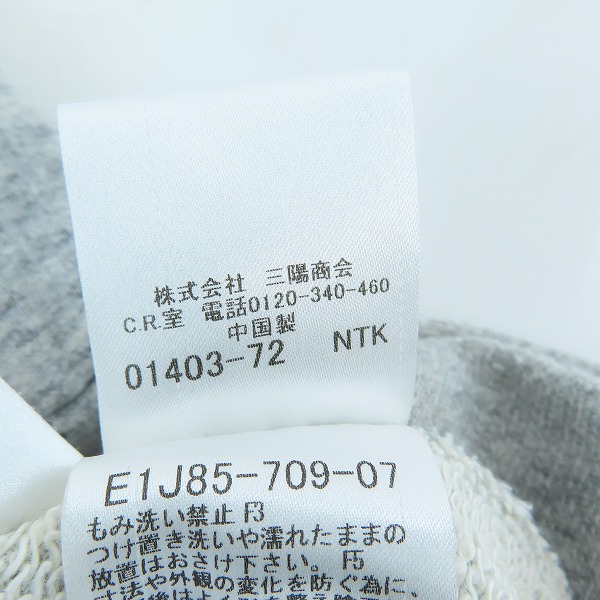 株式会社 三陽商会
C.R.室 電話0120-340-460
中国製
01403-72 NTK
E1J85-709-07
もみ洗い禁止 F3
つけ置き洗いや濡れたままの
放置はおさけ下さい。 F5
寸法や外観の変化を防ぐ為に、